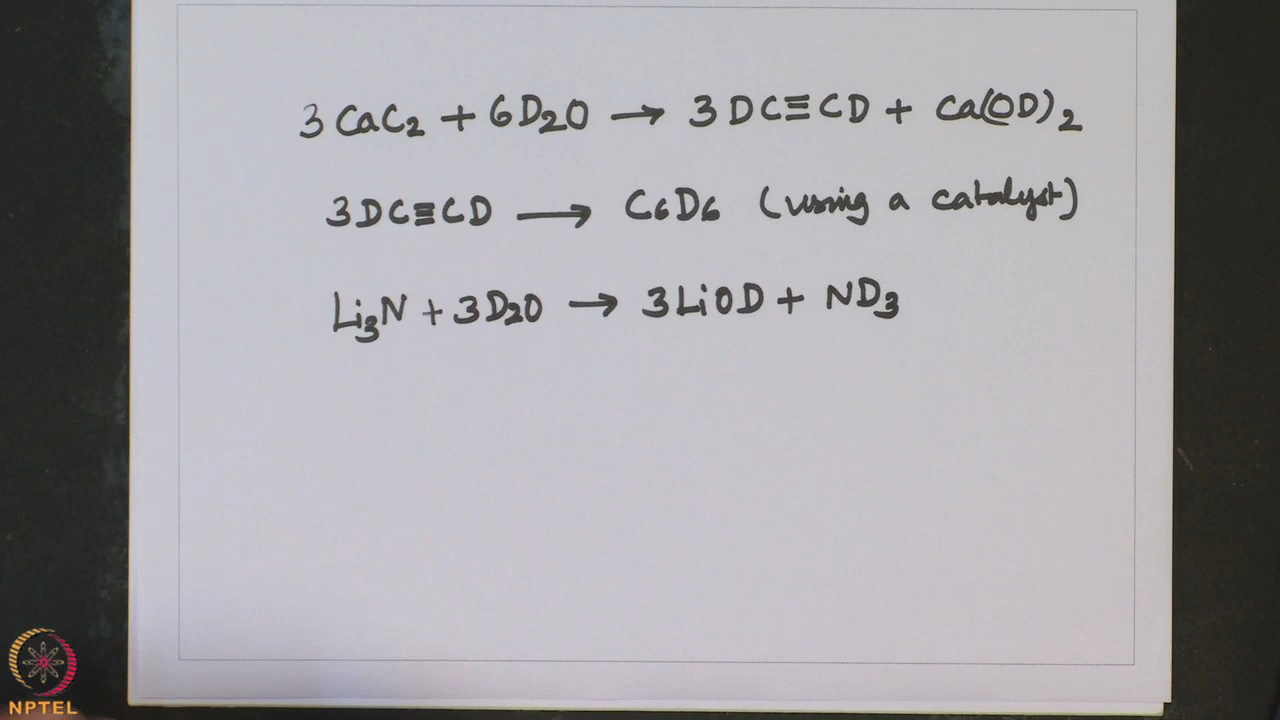 3 CaC₂ + 6D₂O → 3 DC≡CD + Ca(OD)₂
3DC≡CD → C₆D₆ (using a catalyst)
Li₃N + 3D₂O → 3LiOD + ND₃
NPTEL